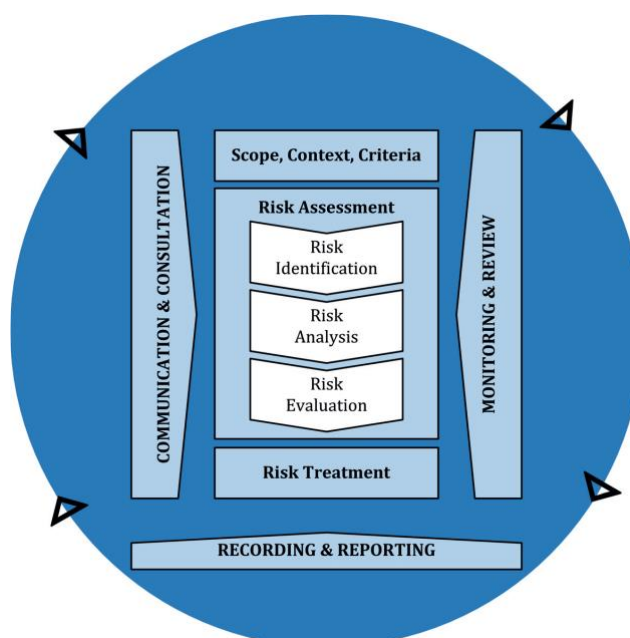 COMMUNICATION & CONSULTATION
Scope, Context, Criteria
Risk Assessment
Risk
Identification
Risk
Analysis
Risk
Evaluation
Risk Treatment
MONITORING & REVIEW
RECORDING & REPORTING